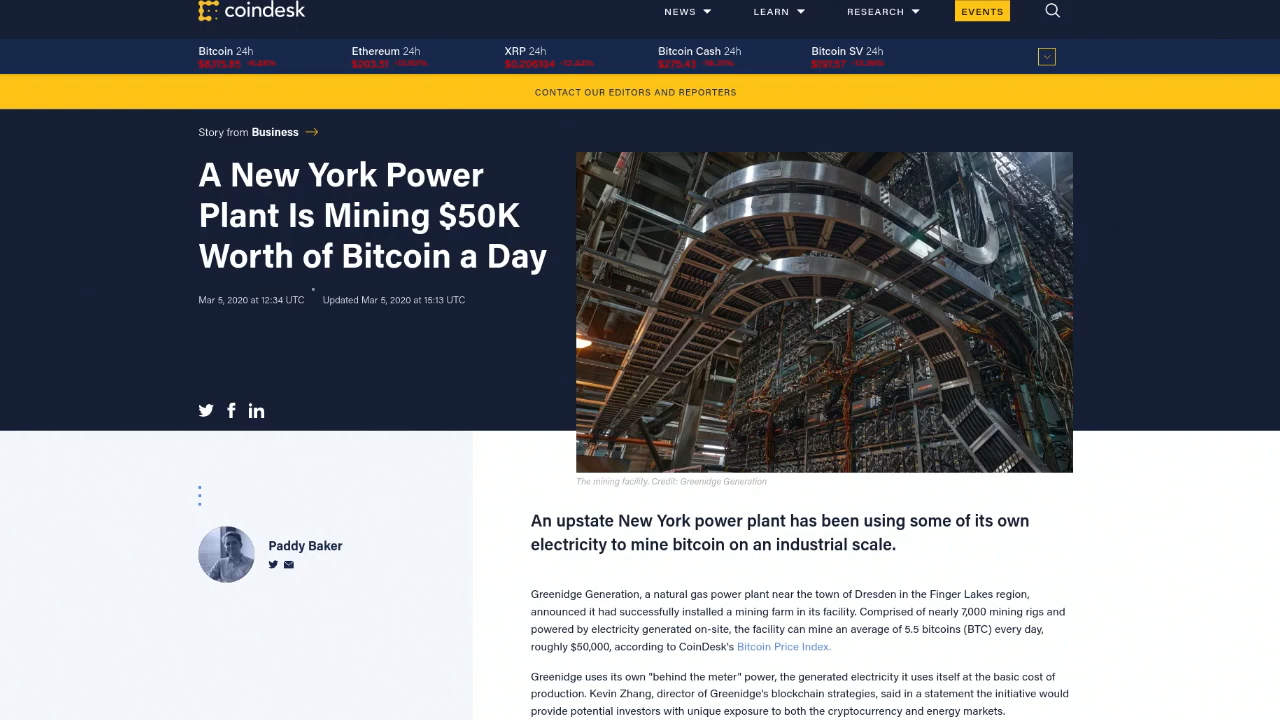 coindesk
NEWS LEARN RESEARCH EVENTS
Bitcoin 24h Ethereum 24h XRP 24h Bitcoin Cash 24h Bitcoin SV 24h
CONTACT OUR EDITORS AND REPORTERS
Story from Business
A New York Power
Plant Is Mining $50K
Worth of Bitcoin a Day
Mar 5, 2020 at 12:34 UTC Updated Mar 5, 2020 at 15:13 UTC
The mining facility. Credit: Greenidge Generation
Paddy Baker
An upstate New York power plant has been using some of its own
electricity to mine bitcoin on an industrial scale.
Greenidge Generation, a natural gas power plant near the town of Dresden in the Finger Lakes region,
announced it had successfully installed a mining farm in its facility. Comprised of nearly 7,000 mining rigs and
powered by electricity generated on-site, the facility can mine an average of 5.5 bitcoins (BTC) every day,
roughly $50,000, according to CoinDesk's Bitcoin Price Index.
Greenidge uses its own "behind the meter" power, the generated electricity it uses itself at the basic cost of
production. Kevin Zhang, director of Greenidge's blockchain strategies, said in a statement the initiative would
provide potential investors with unique exposure to both the cryptocurrency and energy markets.